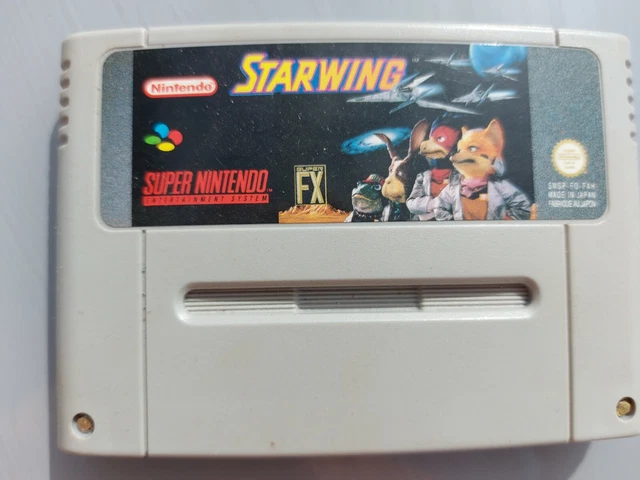 STARWING
Nintendo
SUPER NINTENDO
ENTERTAINMENT SYSTEM
SUPER
FX
SNSP-FO-FAH
MADE IN JAPAN
FABRIQUÉ AU JAPON